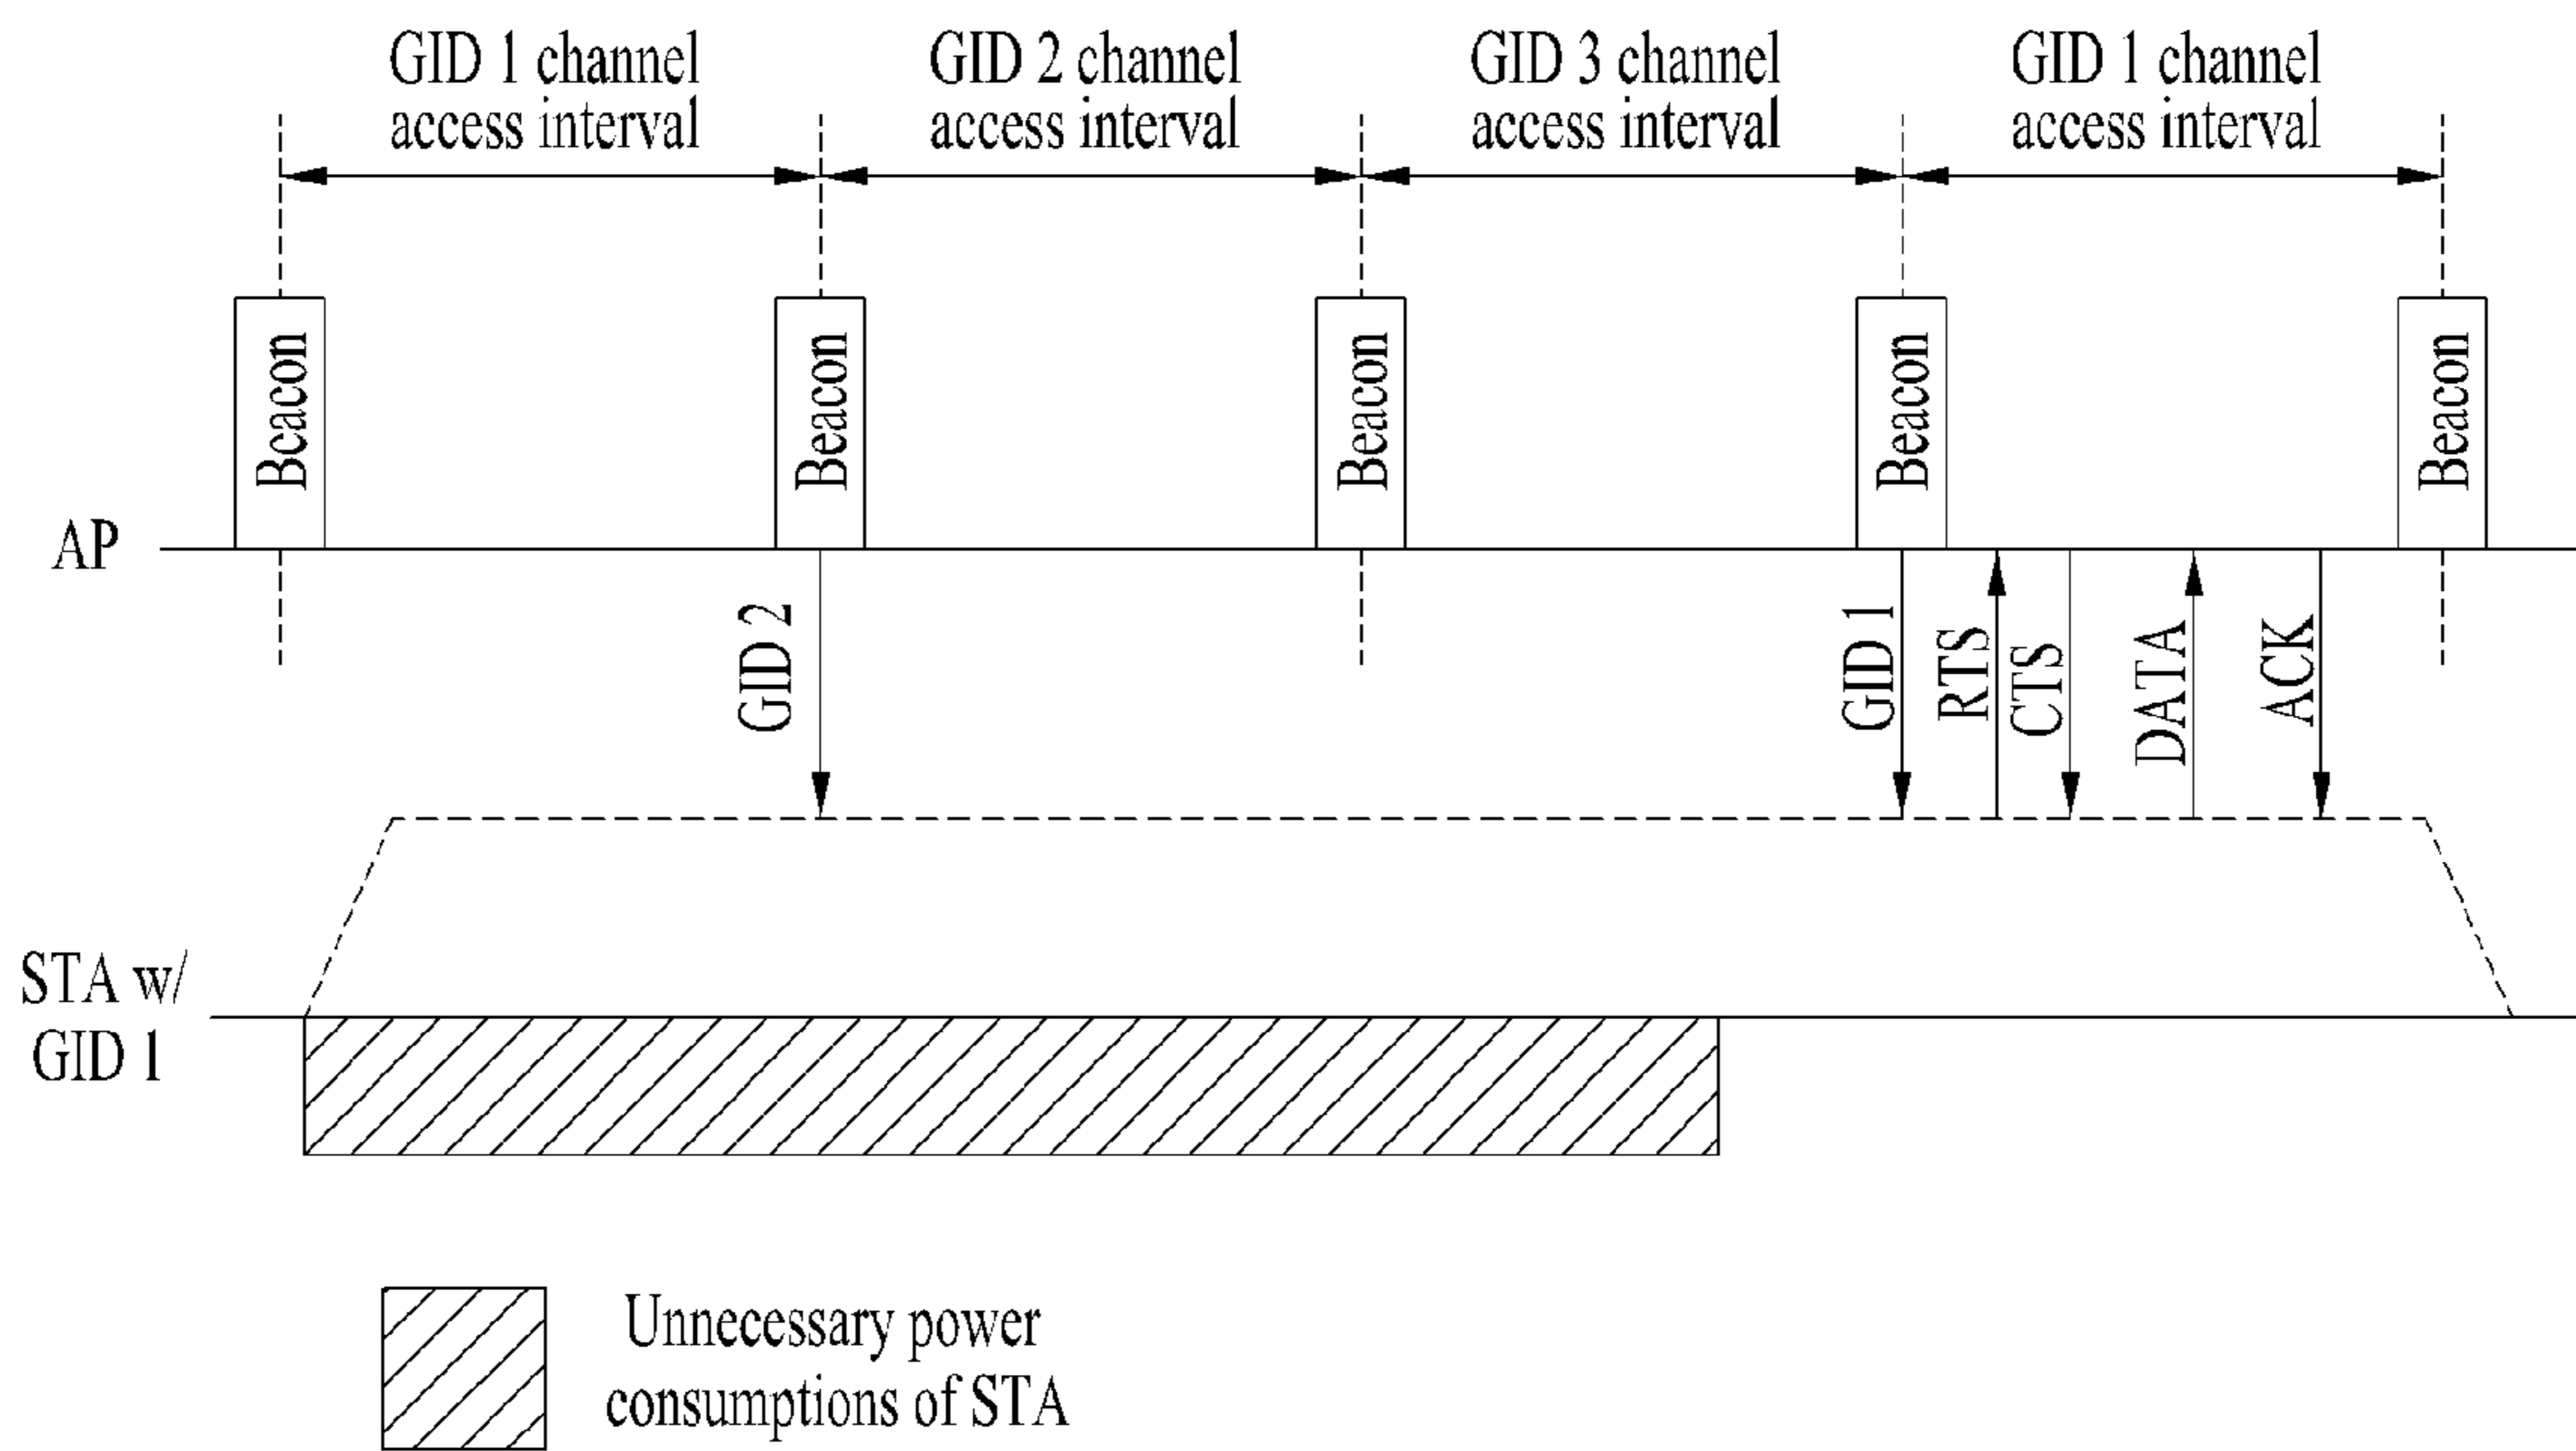 GID 1 channel
access interval
GID 2 channel
access interval
GID 3 channel
access interval
GID 1 channel
access interval
Beacon
Beacon
Beacon
Beacon
Beacon
AP
GID 2
GID 1
RTS
CTS
DATA
ACK
STA w/
GID 1
Unnecessary power
consumptions of STA